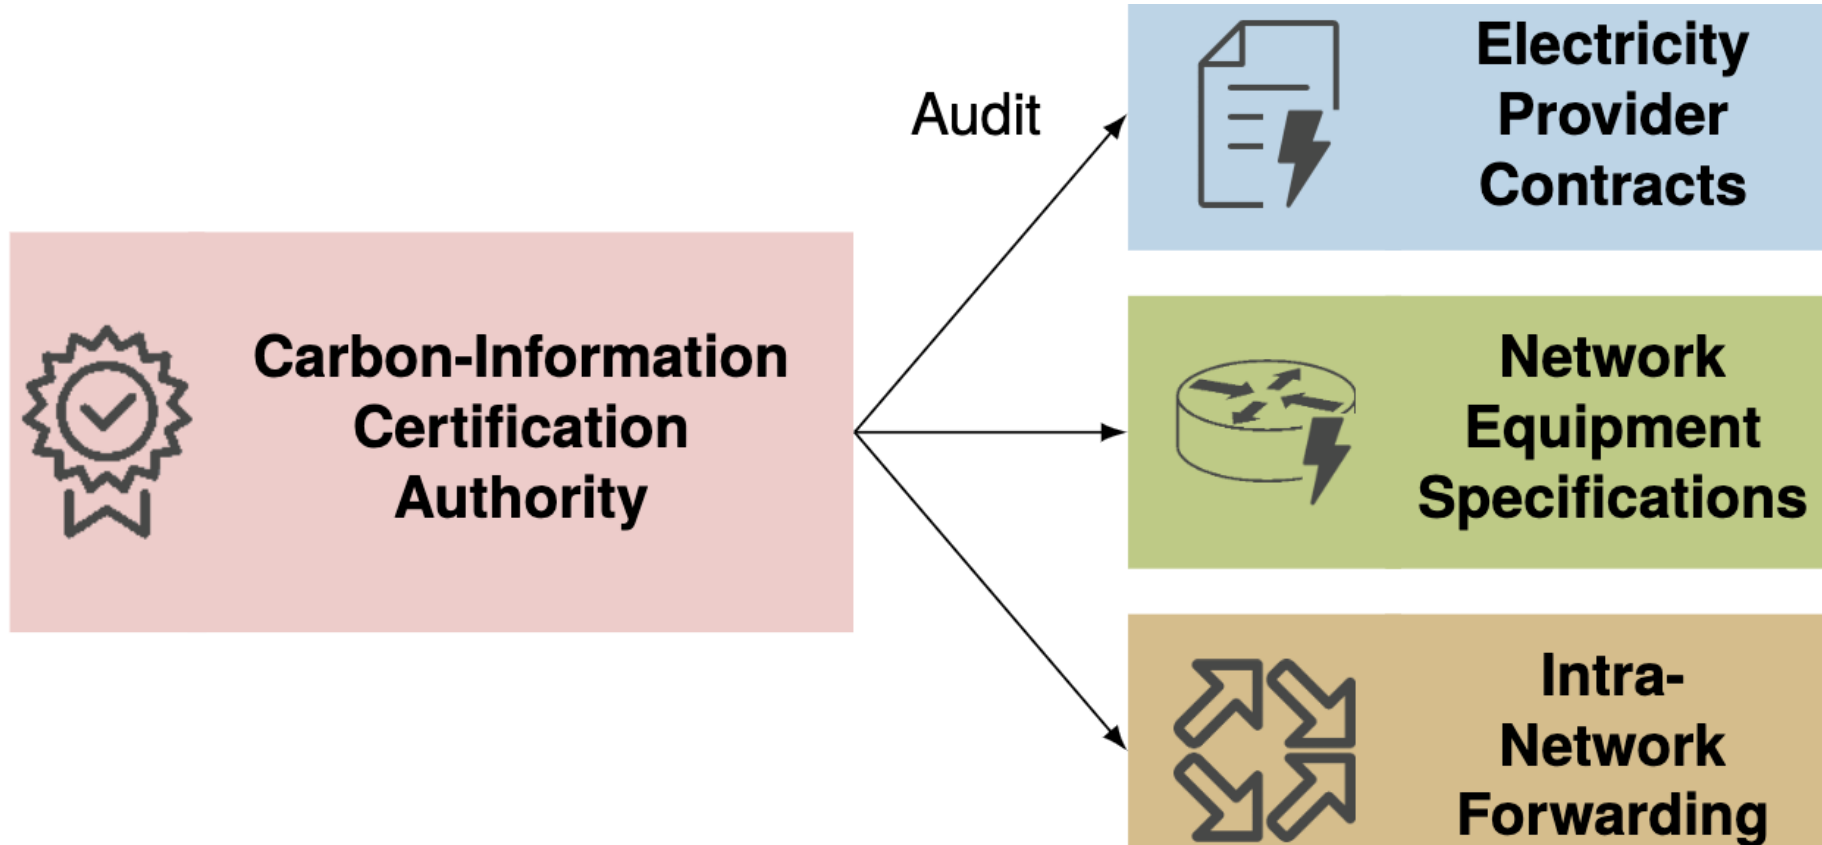 Audit
Electricity
Provider
Contracts
Carbon-Information
Certification
Authority
Network
Equipment
Specifications
Intra-
Network
Forwarding